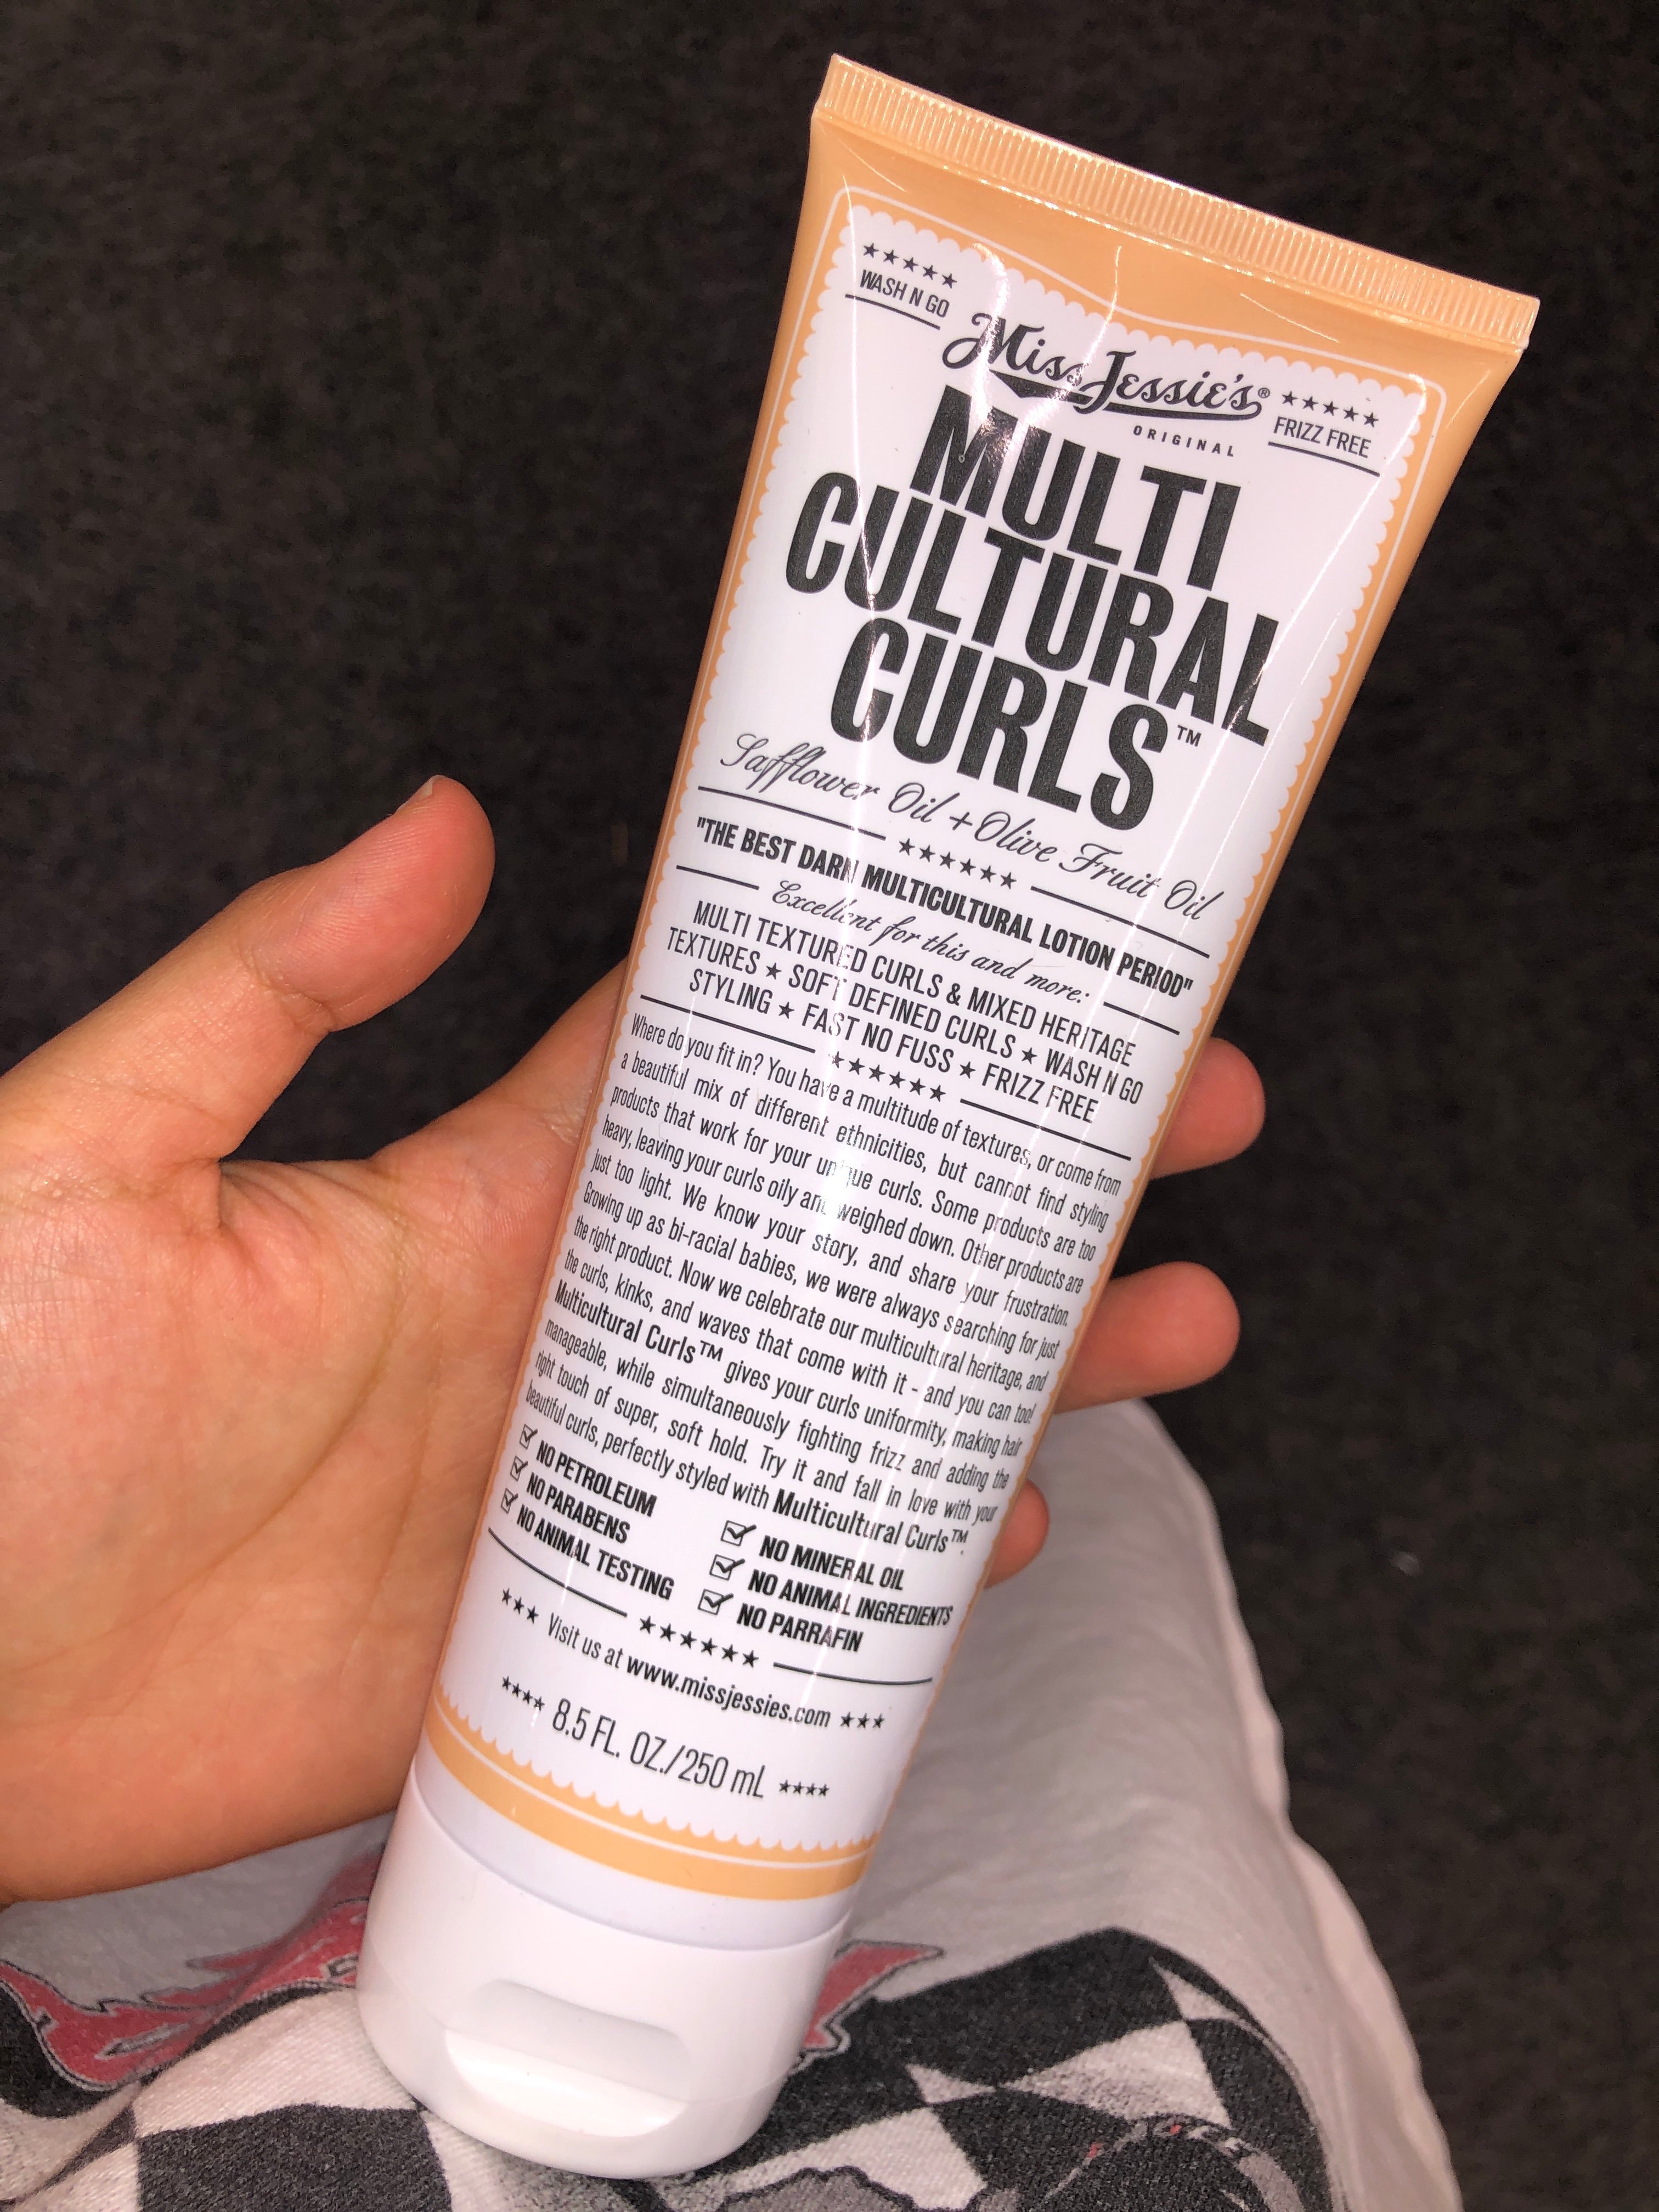 ★★★★★
WASH N GO
Miss Jessie's®
ORIGINAL
★★★★★
FRIZZ FREE
MULTI
CULTURAL
CURLS™
Safflower Oil + Olive Fruit Oil
★★★★★★
"THE BEST DARN MULTICULTURAL LOTION PERIOD"
Excellent for this and more:
MULTI TEXTURED CURLS & MIXED HERITAGE
TEXTURES ★ SOFT DEFINED CURLS ★ WASH N GO
STYLING ★ FAST NO FUSS ★ FRIZZ FREE
★★★★★★
Where do you fit in? You have a multitude of textures, or come from
a beautiful mix of different ethnicities, but cannot find styling
products that work for your unique curls. Some products are too
heavy, leaving your curls oily and weighed down. Other products are
just too light. We know your story, and share your frustration.
Growing up as bi-racial babies, we were always searching for just
the right product. Now we celebrate our multicultural heritage, and
the curls, kinks, and waves that come with it - and you can too!
Multicultural Curls™ gives your curls uniformity, making hair
manageable, while simultaneously fighting frizz and adding the
right touch of super, soft hold. Try it and fall in love with your
beautiful curls, perfectly styled with Multicultural Curls™.
NO PETROLEUM
NO PARABENS
NO ANIMAL TESTING
NO MINERAL OIL
NO ANIMAL INGREDIENTS
NO PARRAFIN
★★★★★★
★★★ Visit us at www.missjessies.com ★★★
★★★★ 8.5 FL. OZ./250 mL ★★★★